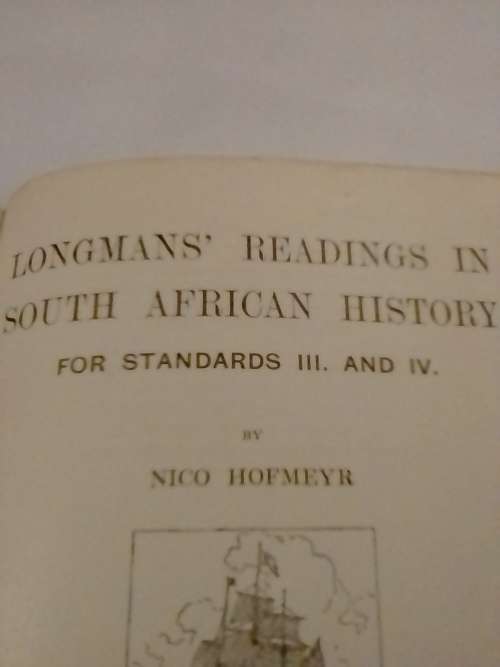 LONGMANS' READINGS IN
SOUTH AFRICAN HISTORY
FOR STANDARDS III. AND IV.
BY
NICO HOFMEYR